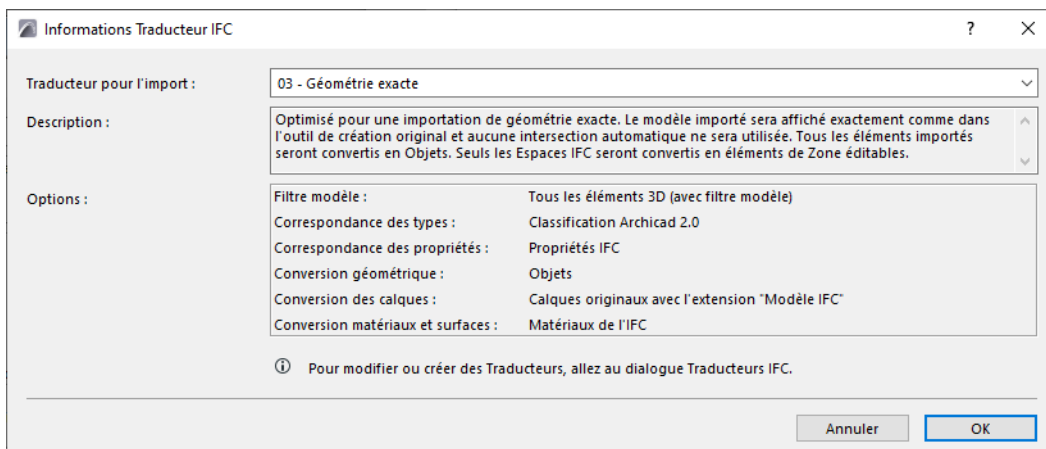 Informations Traducteur IFC
? ×
Traducteur pour l'import : 03 - Géométrie exacte
Description : Optimisé pour une importation de géométrie exacte. Le modèle importé sera affiché exactement comme dans
l'outil de création original et aucune intersection automatique ne sera utilisée. Tous les éléments importés
seront convertis en Objets. Seuls les Espaces IFC seront convertis en éléments de Zone éditables.
Options : Filtre modèle : Tous les éléments 3D (avec filtre modèle)
Correspondance des types : Classification Archicad 2.0
Correspondance des propriétés : Propriétés IFC
Conversion géométrique : Objets
Conversion des calques : Calques originaux avec l'extension "Modèle IFC"
Conversion matériaux et surfaces : Matériaux de l'IFC
Pour modifier ou créer des Traducteurs, allez au dialogue Traducteurs IFC.
Annuler OK